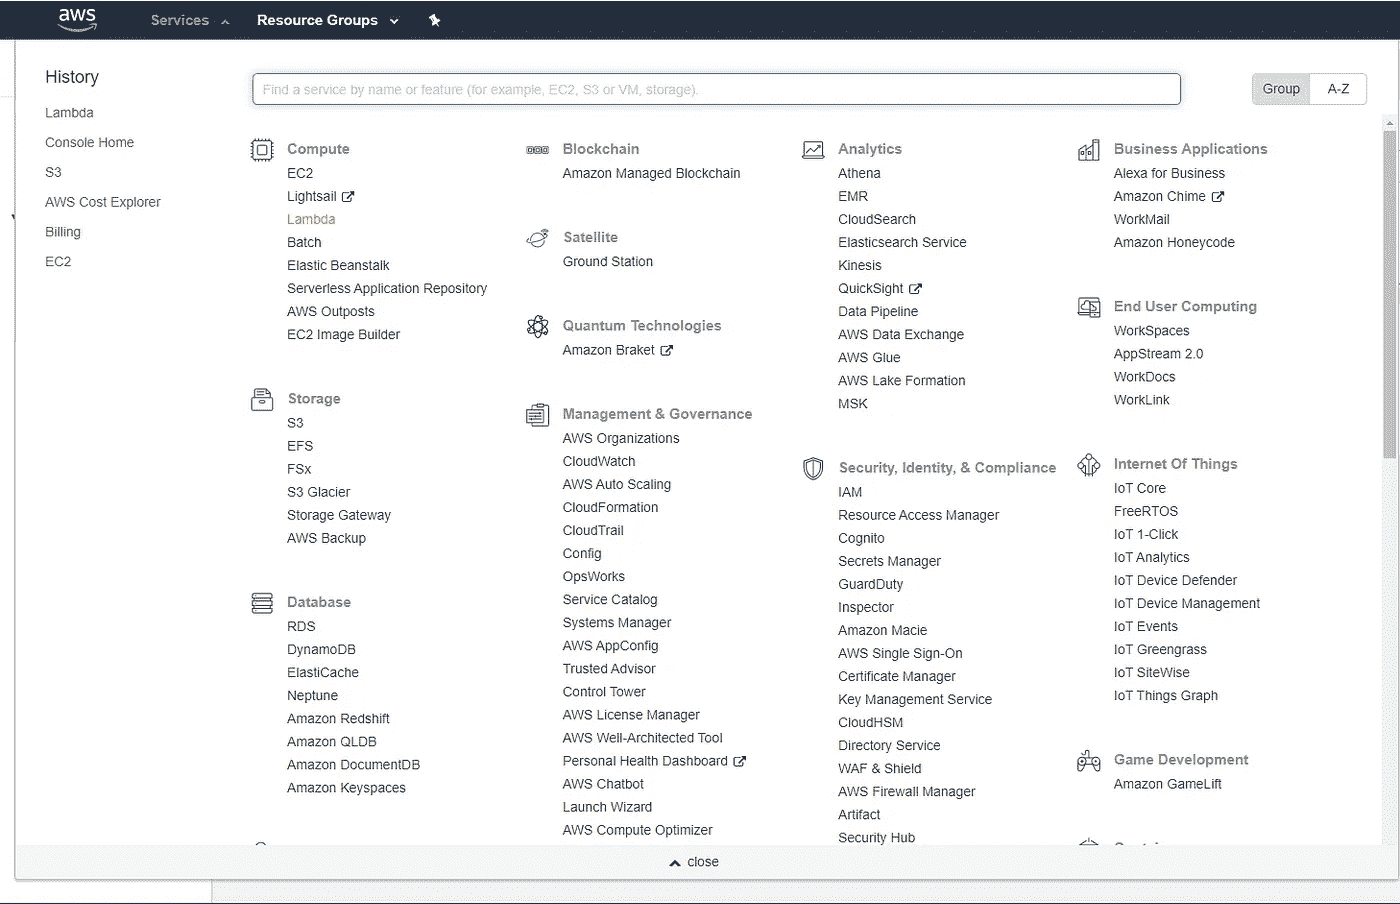 aws
Services
Resource Groups
History
Lambda
Console Home
S3
AWS Cost Explorer
Billing
EC2
Find a service by name or feature (for example, EC2, S3 or VM, storage).
Group
A-Z
Compute
EC2
Lightsail
Lambda
Batch
Elastic Beanstalk
Serverless Application Repository
AWS Outposts
EC2 Image Builder
Storage
S3
EFS
FSx
S3 Glacier
Storage Gateway
AWS Backup
Database
RDS
DynamoDB
ElastiCache
Neptune
Amazon Redshift
Amazon QLDB
Amazon DocumentDB
Amazon Keyspaces
Blockchain
Amazon Managed Blockchain
Satellite
Ground Station
Quantum Technologies
Amazon Braket
Management & Governance
AWS Organizations
CloudWatch
AWS Auto Scaling
CloudFormation
CloudTrail
Config
OpsWorks
Service Catalog
Systems Manager
AWS AppConfig
Trusted Advisor
Control Tower
AWS License Manager
AWS Well-Architected Tool
Personal Health Dashboard
AWS Chatbot
Launch Wizard
AWS Compute Optimizer
Analytics
Athena
EMR
CloudSearch
Elasticsearch Service
Kinesis
QuickSight
Data Pipeline
AWS Data Exchange
AWS Glue
AWS Lake Formation
MSK
Security, Identity, & Compliance
IAM
Resource Access Manager
Cognito
Secrets Manager
GuardDuty
Inspector
Amazon Macie
AWS Single Sign-On
Certificate Manager
Key Management Service
CloudHSM
Directory Service
WAF & Shield
AWS Firewall Manager
Artifact
Security Hub
Business Applications
Alexa for Business
Amazon Chime
WorkMail
Amazon Honeycode
End User Computing
WorkSpaces
AppStream 2.0
WorkDocs
WorkLink
Internet Of Things
IoT Core
FreeRTOS
IoT 1-Click
IoT Analytics
IoT Device Defender
IoT Device Management
IoT Events
IoT Greengrass
IoT SiteWise
IoT Things Graph
Game Development
Amazon GameLift
close